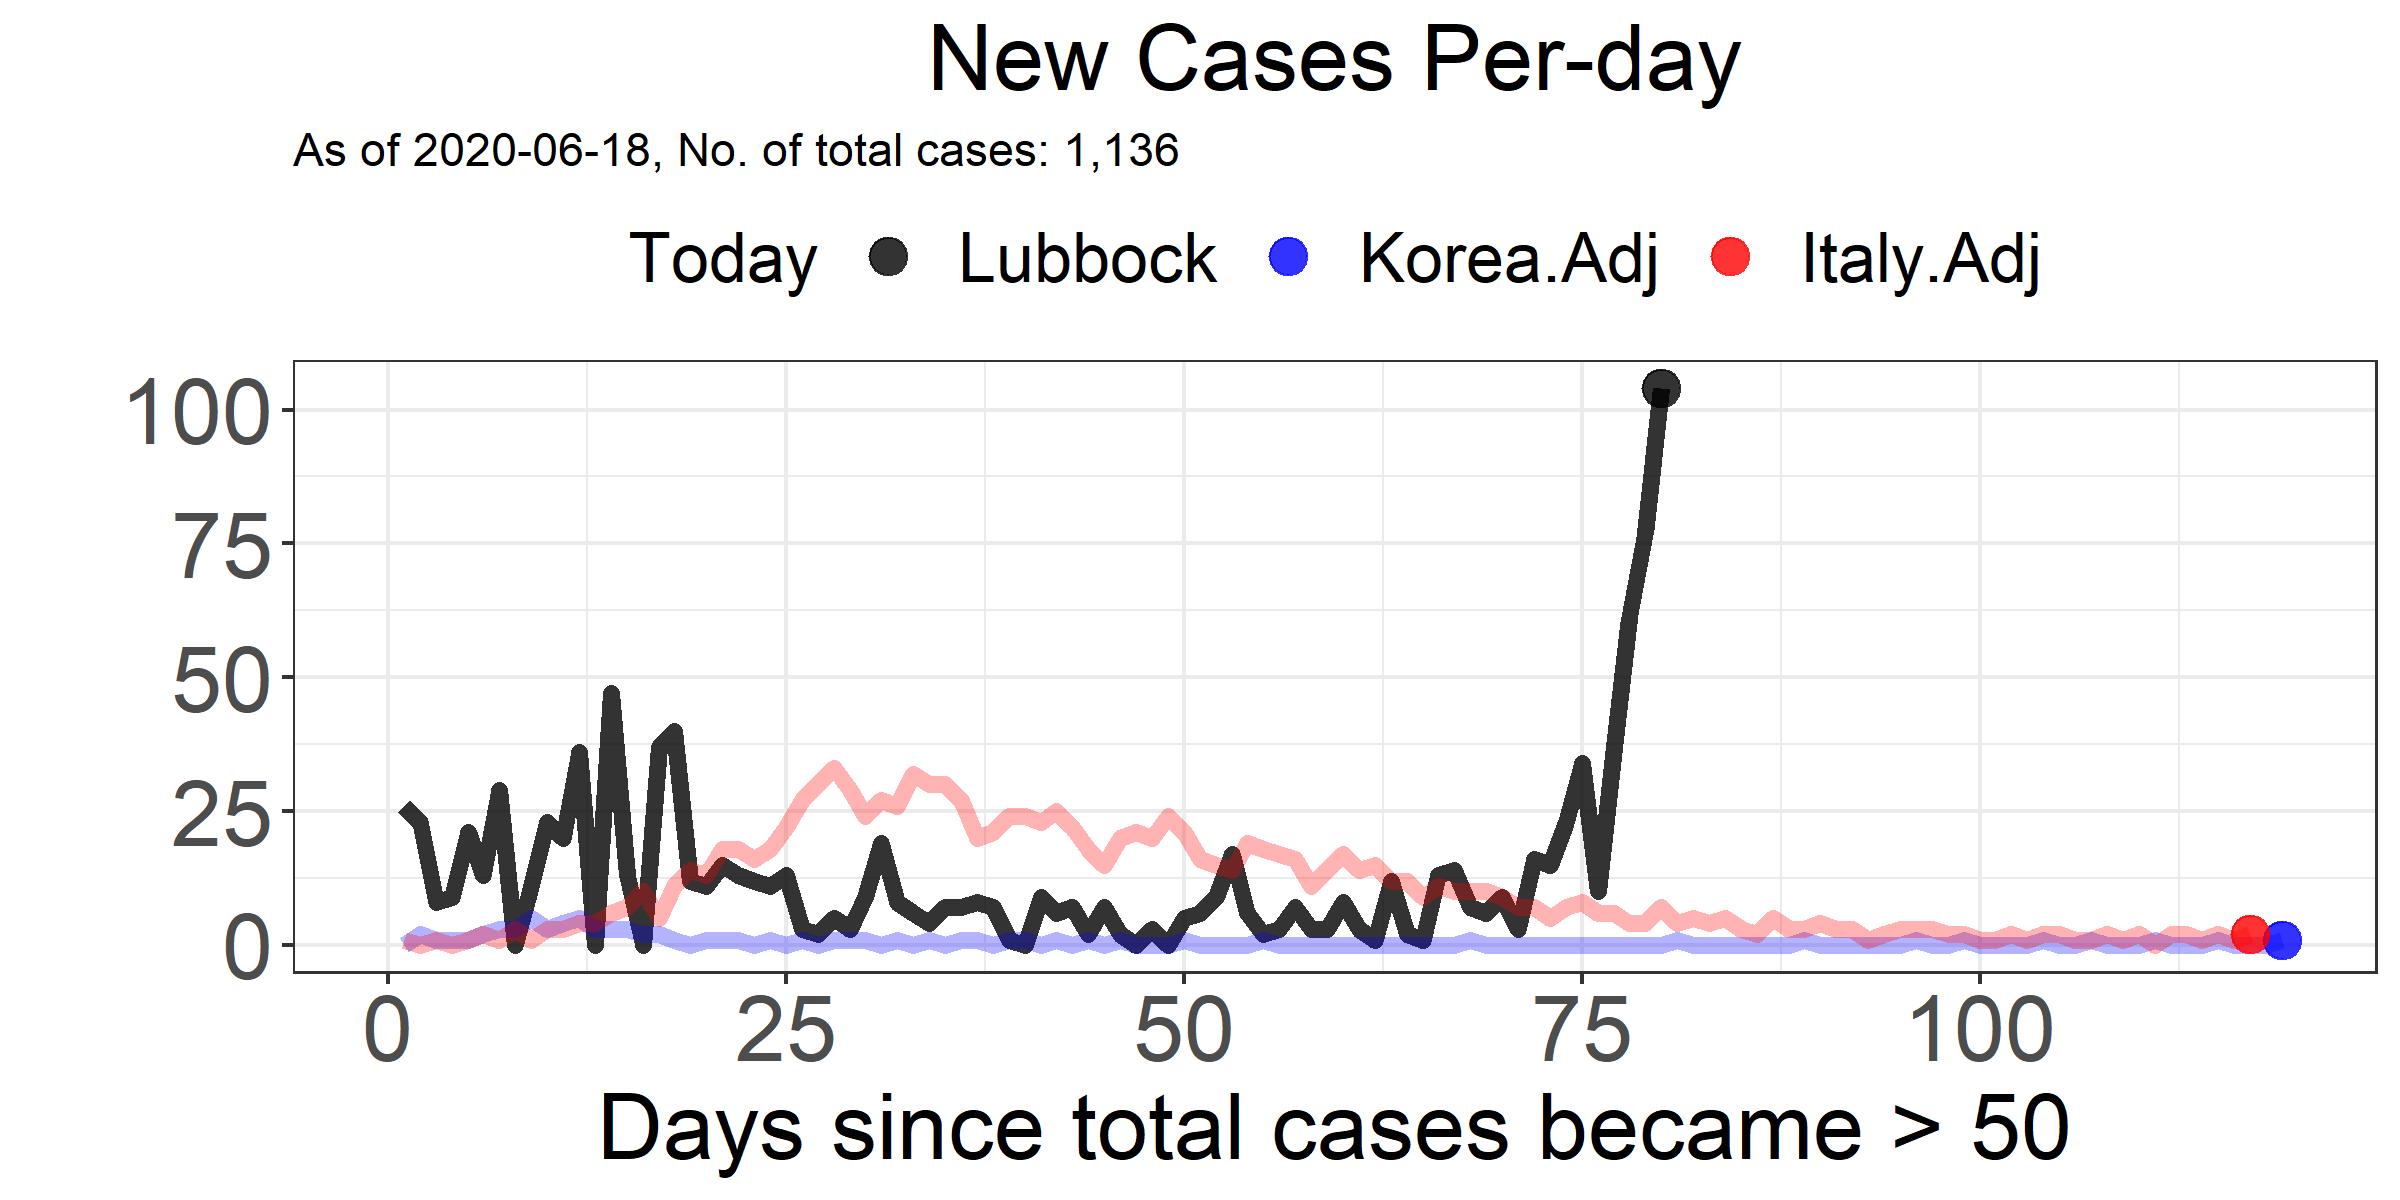 New Cases Per-day
As of 2020-06-18, No. of total cases: 1,136
Today Lubbock Korea.Adj Italy.Adj
100
75
50
25
0
0 25 50 75 100
Days since total cases became > 50